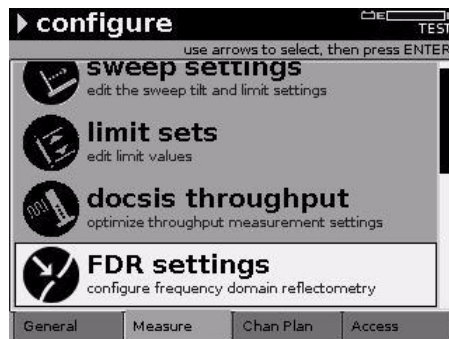 configure
E
TEST
use arrows to select, then press ENTER
sweep settings
edit the sweep tilt and limit settings
limit sets
edit limit values
docsis throughput
optimize throughput measurement settings
FDR settings
configure frequency domain reflectometry
General Measure Chan Plan Access